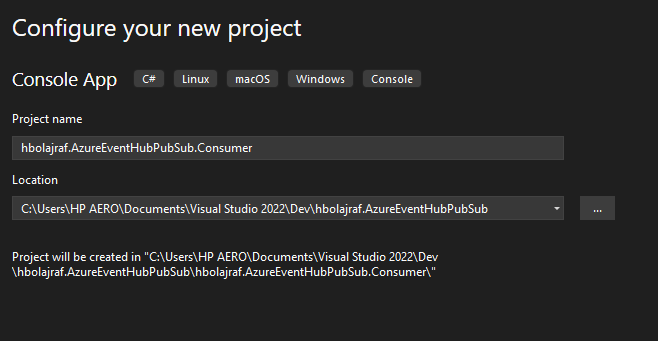 Configure your new project
Console App C# Linux macOS Windows Console
Project name
hbolajraf.AzureEventHubPubSub.Consumer
Location
C:\Users\HP AERO\Documents\Visual Studio 2022\Dev\hbolajraf.AzureEventHubPubSub
...
Project will be created in "C:\Users\HP AERO\Documents\Visual Studio 2022\Dev
\hbolajraf.AzureEventHubPubSub\hbolajraf.AzureEventHubPubSub.Consumer\"